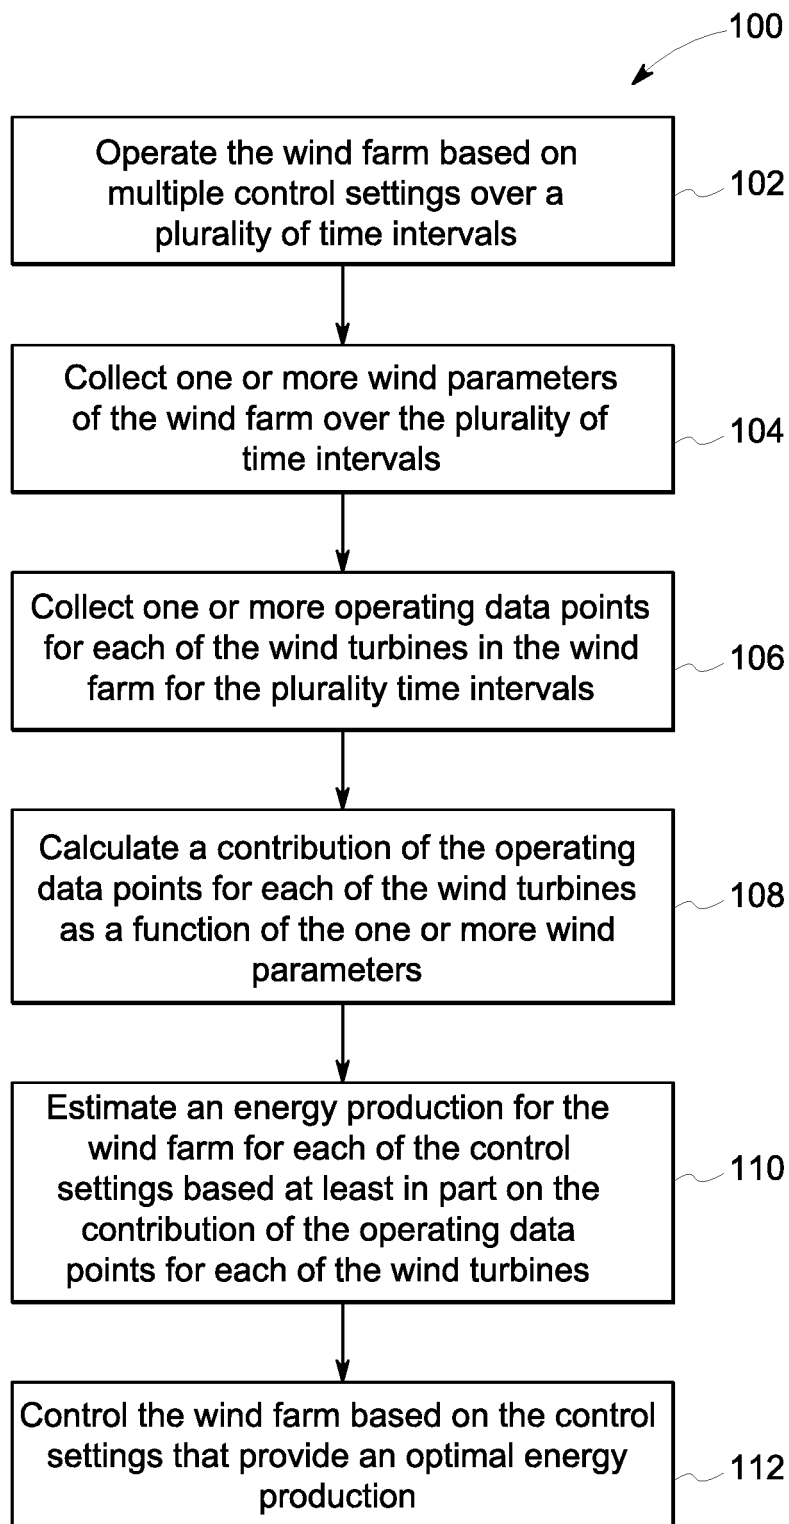 100
Operate the wind farm based on
multiple control settings over a
plurality of time intervals
102
Collect one or more wind parameters
of the wind farm over the plurality of
time intervals
104
Collect one or more operating data points
for each of the wind turbines in the wind
farm for the plurality time intervals
106
Calculate a contribution of the operating
data points for each of the wind turbines
as a function of the one or more wind
parameters
108
Estimate an energy production for the
wind farm for each of the control
settings based at least in part on the
contribution of the operating data
points for each of the wind turbines
110
Control the wind farm based on the control
settings that provide an optimal energy
production
112